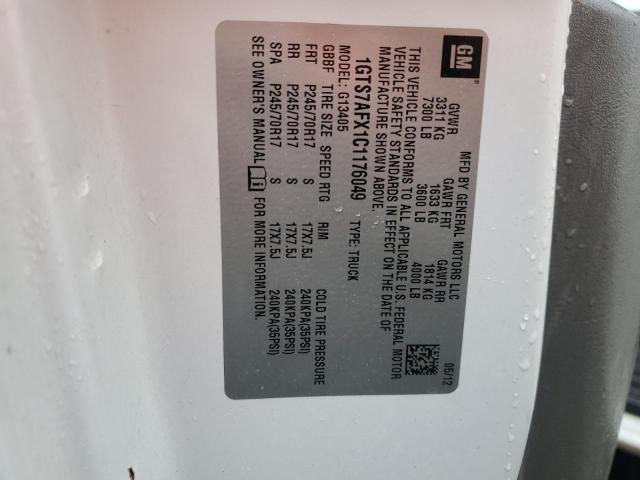 GM
MFD BY GENERAL MOTORS LLC
05/12
GVWR GAWR FRT GAWR RR
3311 KG 1633 KG 1814 KG
7300 LB 3600 LB 4000 LB
THIS VEHICLE CONFORMS TO ALL APPLICABLE U.S. FEDERAL MOTOR
VEHICLE SAFETY STANDARDS IN EFFECT ON THE DATE OF
MANUFACTURE SHOWN ABOVE.
1GTS7AFX1C1176049 TYPE: TRUCK
MODEL: G13405
GBBF TIRE SIZE SPEED RTG RIM COLD TIRE PRESSURE
FRT P245/70R17 S 17X7.5J 240KPA(35PSI)
RR P245/70R17 S 17X7.5J 240KPA(35PSI)
SPA P245/70R17 S 17X7.5J 240KPA(35PSI)
SEE OWNER'S MANUAL FOR MORE INFORMATION.